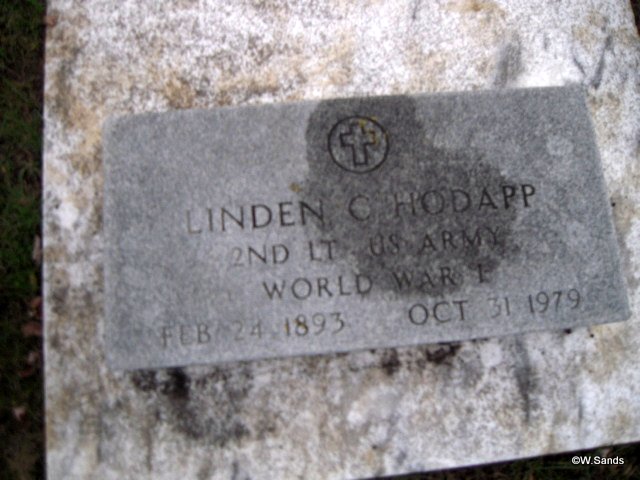 LINDEN C HODAPP
2ND LT US ARMY
WORLD WAR I
FEB 24 1893 OCT 31 1979
©W.Sands